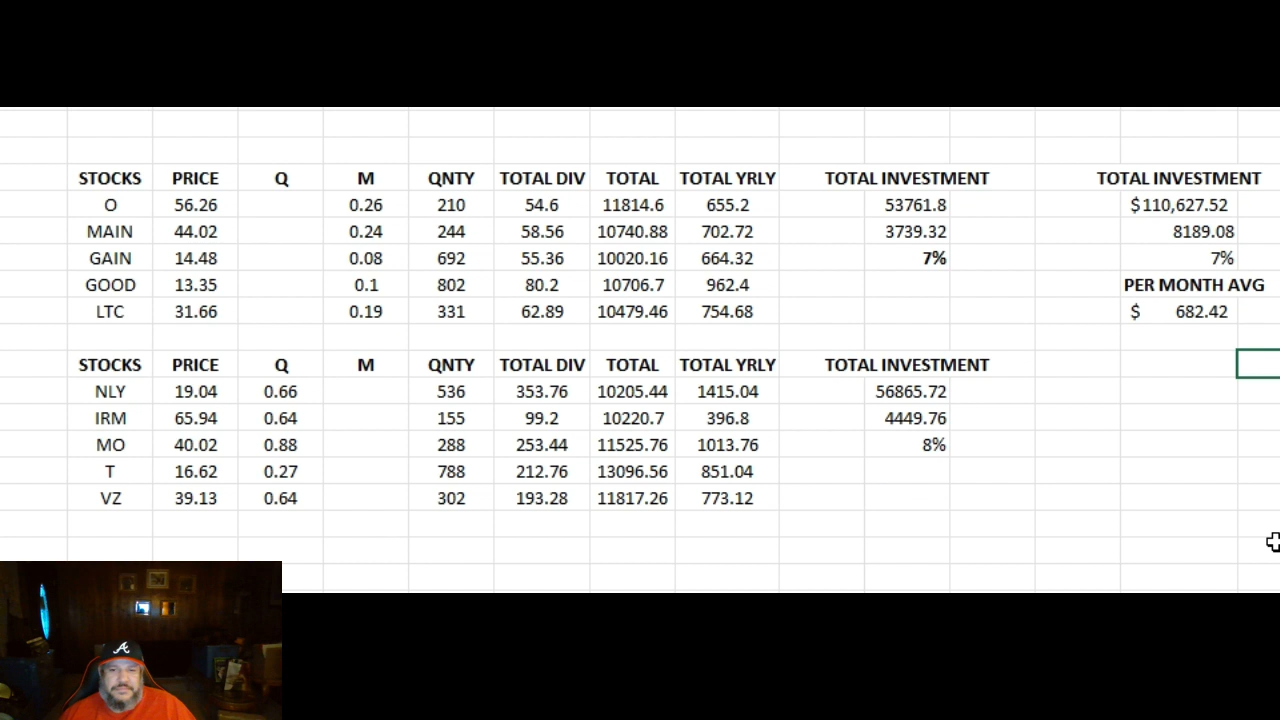 STOCKS PRICE Q M QNTY TOTAL DIV TOTAL TOTAL YRLY TOTAL INVESTMENT TOTAL INVESTMENT
O 56.26 0.26 210 54.6 11814.6 655.2 53761.8 $110,627.52
MAIN 44.02 0.24 244 58.56 10740.88 702.72 3739.32 8189.08
GAIN 14.48 0.08 692 55.36 10020.16 664.32 7% 7%
GOOD 13.35 0.1 802 80.2 10706.7 962.4 PER MONTH AVG
LTC 31.66 0.19 331 62.89 10479.46 754.68 $ 682.42
STOCKS PRICE Q M QNTY TOTAL DIV TOTAL TOTAL YRLY TOTAL INVESTMENT
NLY 19.04 0.66 536 353.76 10205.44 1415.04 56865.72
IRM 65.94 0.64 155 99.2 10220.7 396.8 4449.76
MO 40.02 0.88 288 253.44 11525.76 1013.76 8%
T 16.62 0.27 788 212.76 13096.56 851.04
VZ 39.13 0.64 302 193.28 11817.26 773.12
A